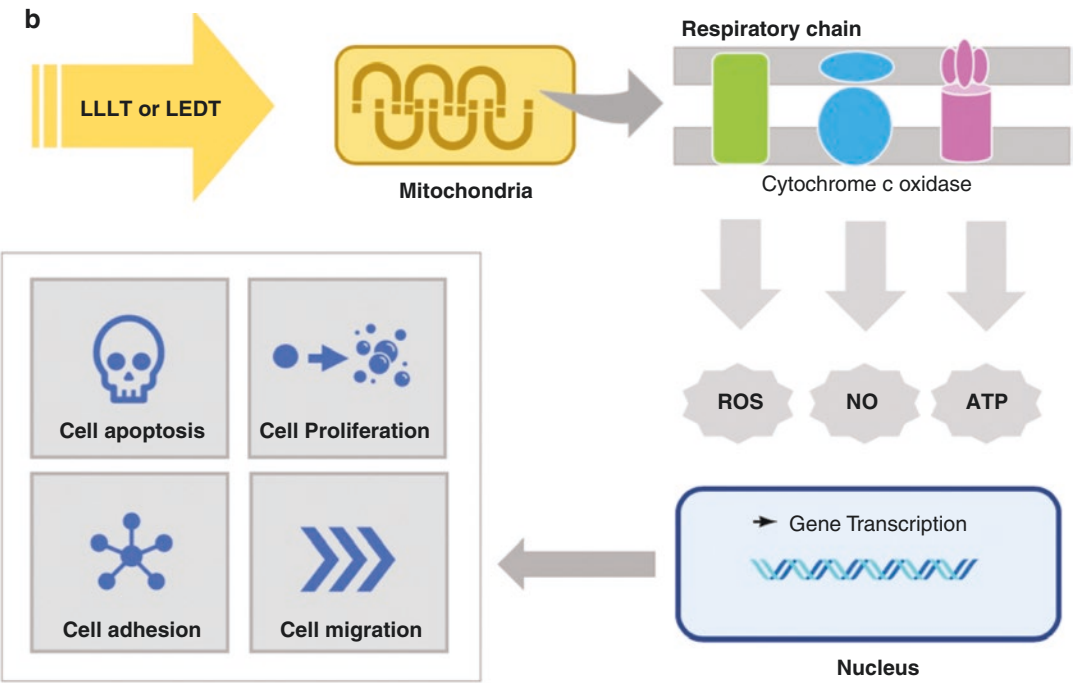 b
LLLT or LEDT
Mitochondria
Respiratory chain
Cytochrome c oxidase
ROS
NO
ATP
Gene Transcription
Nucleus
Cell apoptosis
Cell Proliferation
Cell adhesion
Cell migration